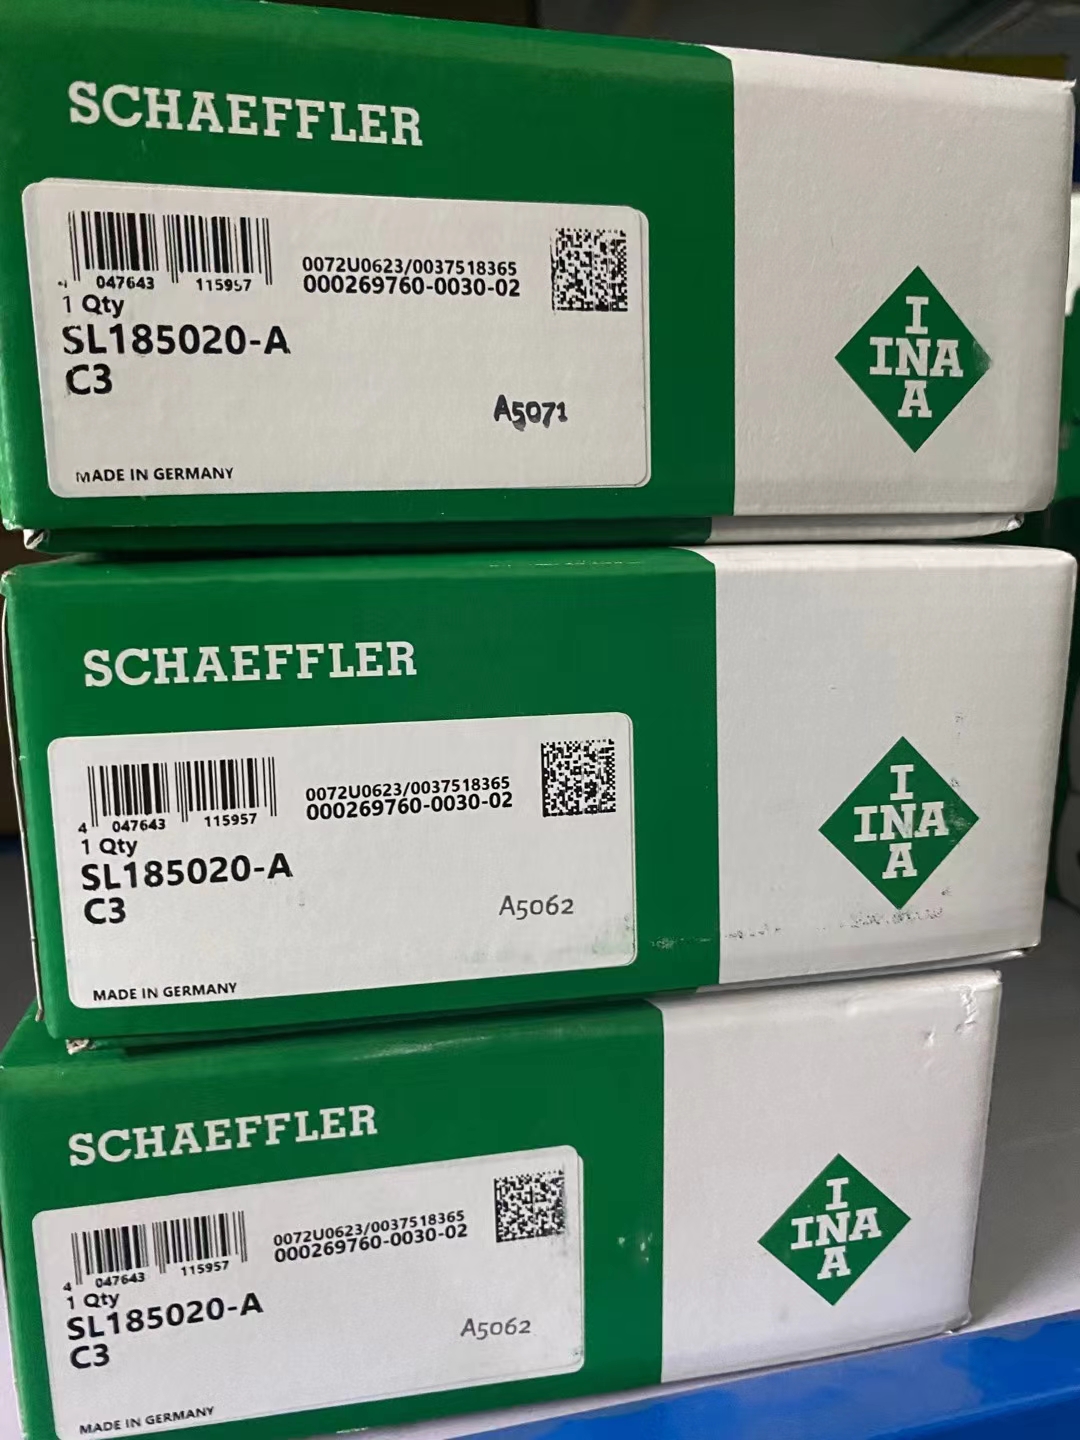 SCHAEFFLER
047643 115957
0072U0623/0037518365
000269760-0030-02
1 Qty
SL185020-A
C3
A5071
MADE IN GERMANY
I
INA
A
SCHAEFFLER
4 047643 115957
0072U0623/0037518365
000269760-0030-02
1 Qty
SL185020-A
C3
A5062
MADE IN GERMANY
I
INA
A
SCHAEFFLER
4 047643 115957
0072U0623/0037518365
000269760-0030-02
1 Qty
SL185020-A
C3
A5062
MADE IN GERMANY
I
INA
A